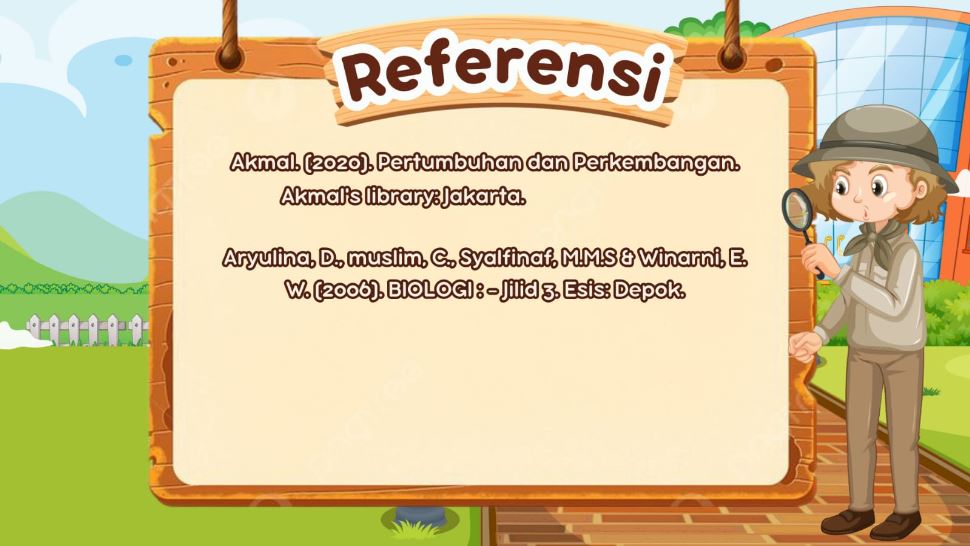 Referensi
Akmal. (2020). Pertumbuhan dan Perkembangan.
Akmal's library: Jakarta.
Aryulina, D., muslim, C., Syalfinaf, M.M.S & Winarni, E.
W. (2006). BIOLOGI : - Jilid 3. Esis: Depok.